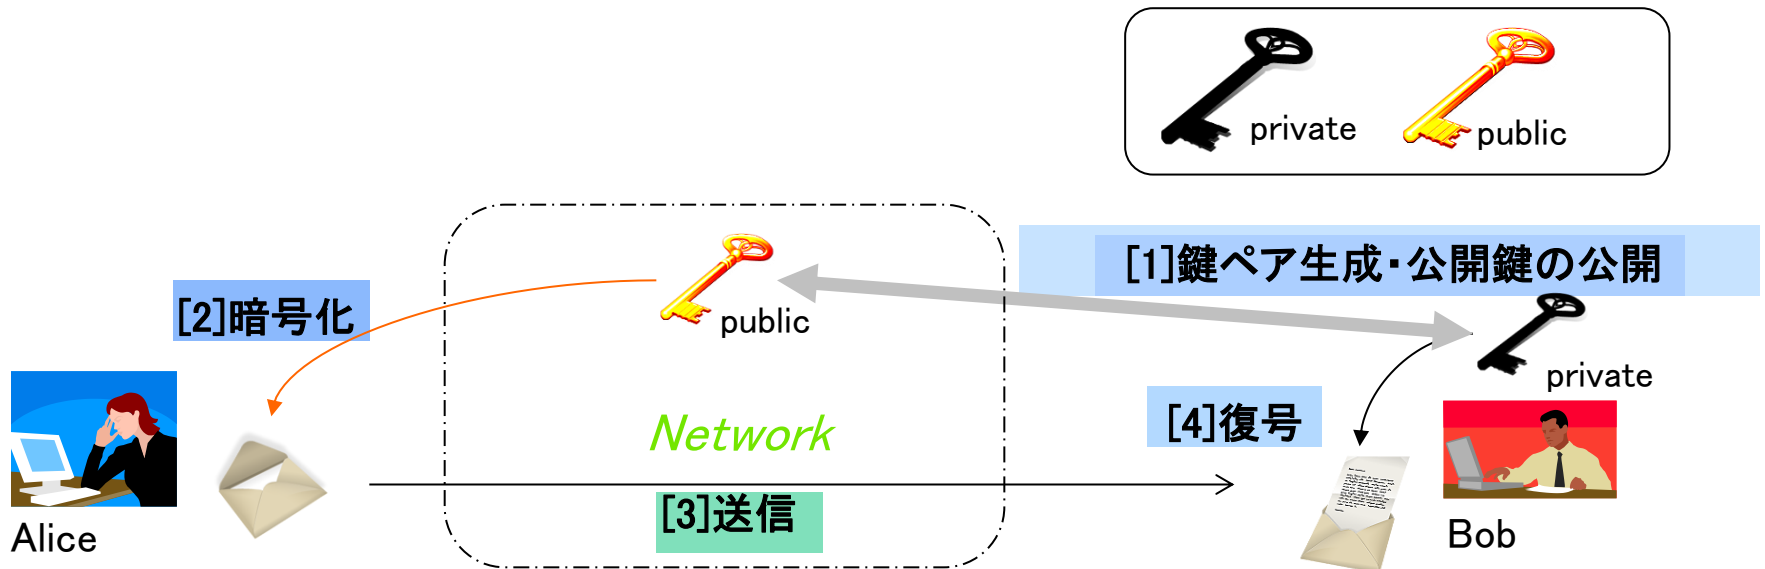 private
public
[1]鍵ペア生成・公開鍵の公開
[2]暗号化
public
private
[4]復号
Network
[3]送信
Alice
Bob